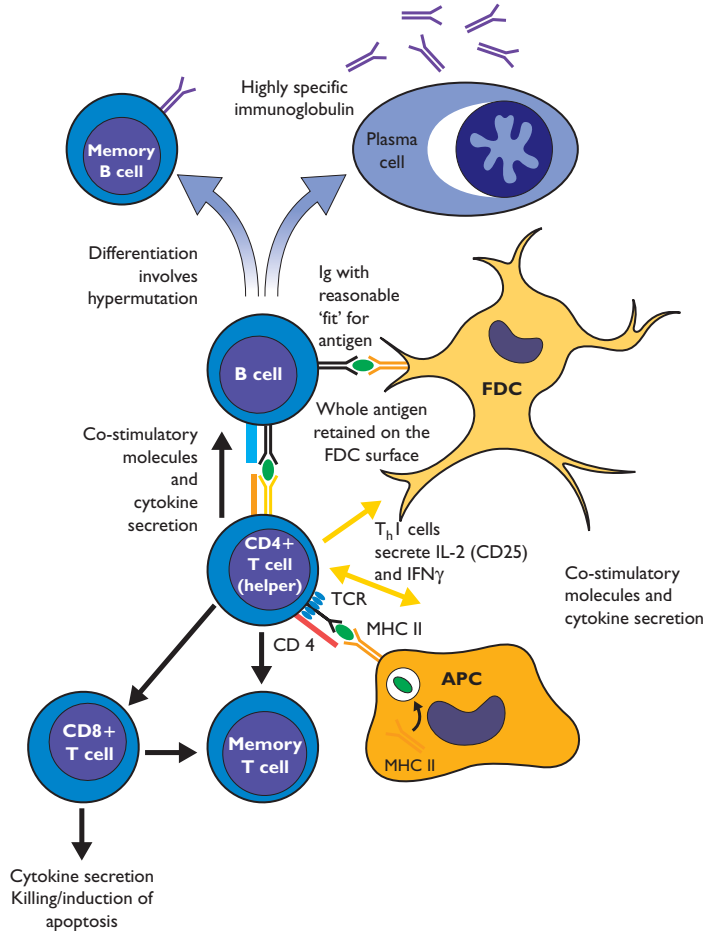 Highly specific
immunoglobulin
Memory
B cell
Plasma
cell
Differentiation
involves
hypermutation
Ig with
reasonable
‘fit’ for
antigen
B cell
FDC
Whole antigen
retained on the
FDC surface
Co-stimulatory
molecules
and
cytokine
secretion
CD4+
T cell
(helper)
ThI cells
secrete IL-2 (CD25)
and IFNγ
Co-stimulatory
molecules and
cytokine secretion
TCR
MHC II
CD 4
APC
MHC II
CD8+
T cell
Memory
T cell
Cytokine secretion
Killing/induction of
apoptosis